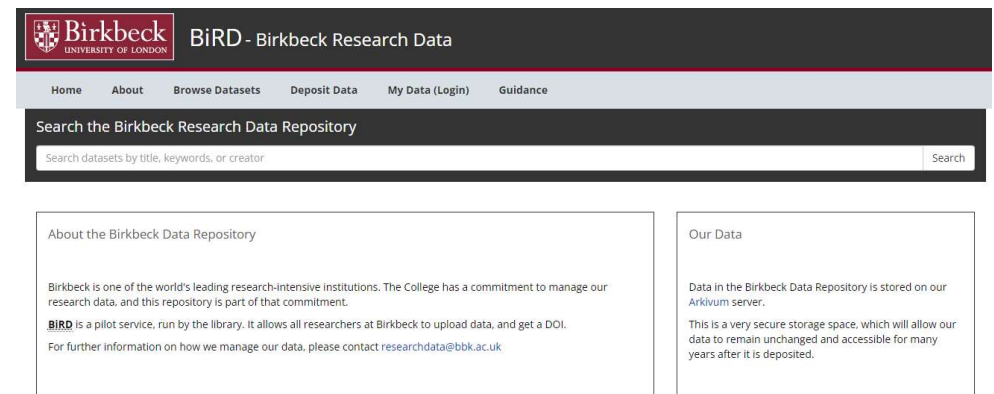 Birkbeck
UNIVERSITY OF LONDON
BiRD - Birkbeck Research Data
Home About Browse Datasets Deposit Data My Data (Login) Guidance
Search the Birkbeck Research Data Repository
Search datasets by title, keywords, or creator Search
About the Birkbeck Data Repository
Birkbeck is one of the world's leading research-intensive institutions. The College has a commitment to manage our
research data, and this repository is part of that commitment.
BiRD is a pilot service, run by the library. It allows all researchers at Birkbeck to upload data, and get a DOI.
For further information on how we manage our data, please contact researchdata@bbk.ac.uk
Our Data
Data in the Birkbeck Data Repository is stored on our
Arkivum server.
This is a very secure storage space, which will allow our
data to remain unchanged and accessible for many
years after it is deposited.